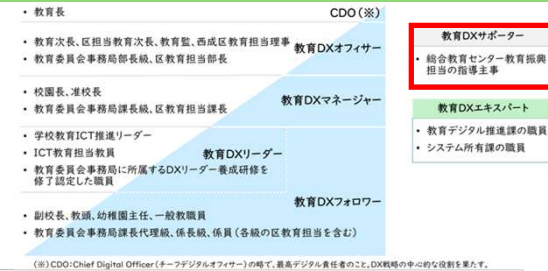 • 教育長
CDO(※)
• 教育次長、区担当教育次長、教育監、西成区教育担当理事
• 教育委員会事務局部長級、区教育担当部長
教育DXオフィサー
• 校園長、准校長
• 教育委員会事務局課長級、区教育担当課長
教育DXマネージャー
• 学校教育ICT推進リーダー
• ICT教育担当教員
• 教育委員会事務局に所属するDXリーダー養成研修を
修了認定した職員
教育DXリーダー
教育DXフォロワー
• 副校長、教頭、幼稚園主任、一般教職員
• 教育委員会事務局課長代理級、係長級、係員(各級の区教育担当を含む)
(※)CDO:Chief Digital Officer(チーフデジタルオフィサー)の略で、最高デジタル責任者のこと。DX戦略の中心的な役割を果たす。
教育DXサポーター
• 総合教育センター教育振興
担当の指導主事
教育DXエキスパート
• 教育デジタル推進課の職員
• システム所有課の職員